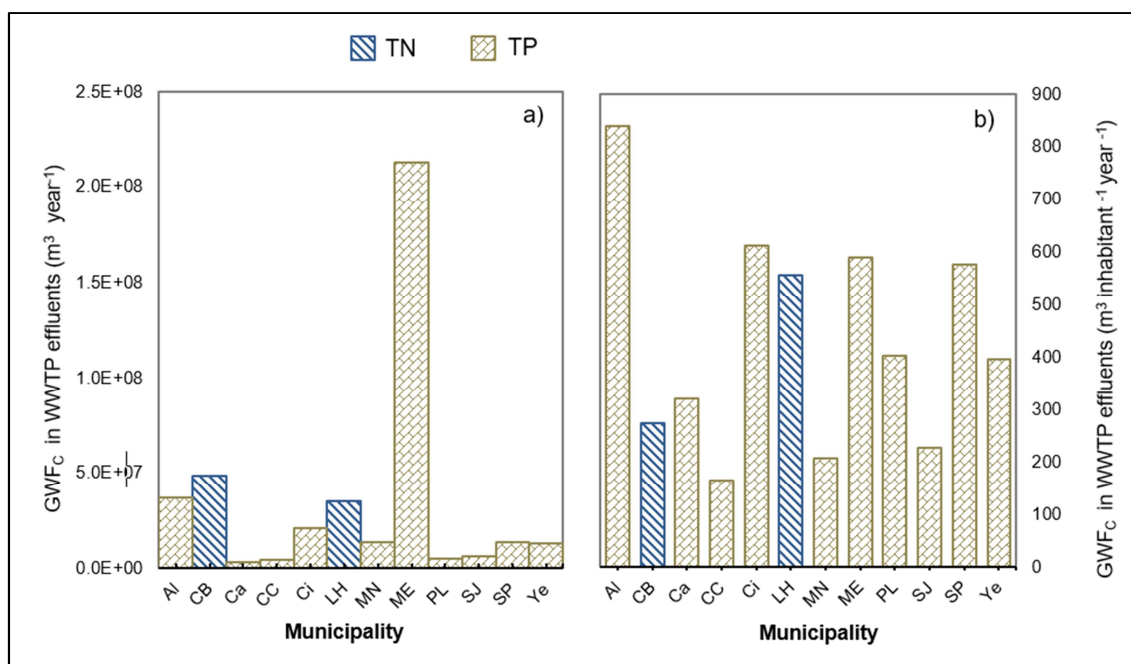 TN TP
a)
2.5E+08
2.0E+08
1.5E+08
1.0E+08
5.0E+07
0.0E+00
GWFC in WWTP effluents (m³ year⁻¹)
Al CB Ca CC Ci LH MN ME PL SJ SP Ye
Municipality
b)
900
800
700
600
500
400
300
200
100
0
GWFC in WWTP effluents (m³ inhabitant ⁻¹ year ⁻¹)
Al CB Ca CC Ci LH MN ME PL SJ SP Ye
Municipality